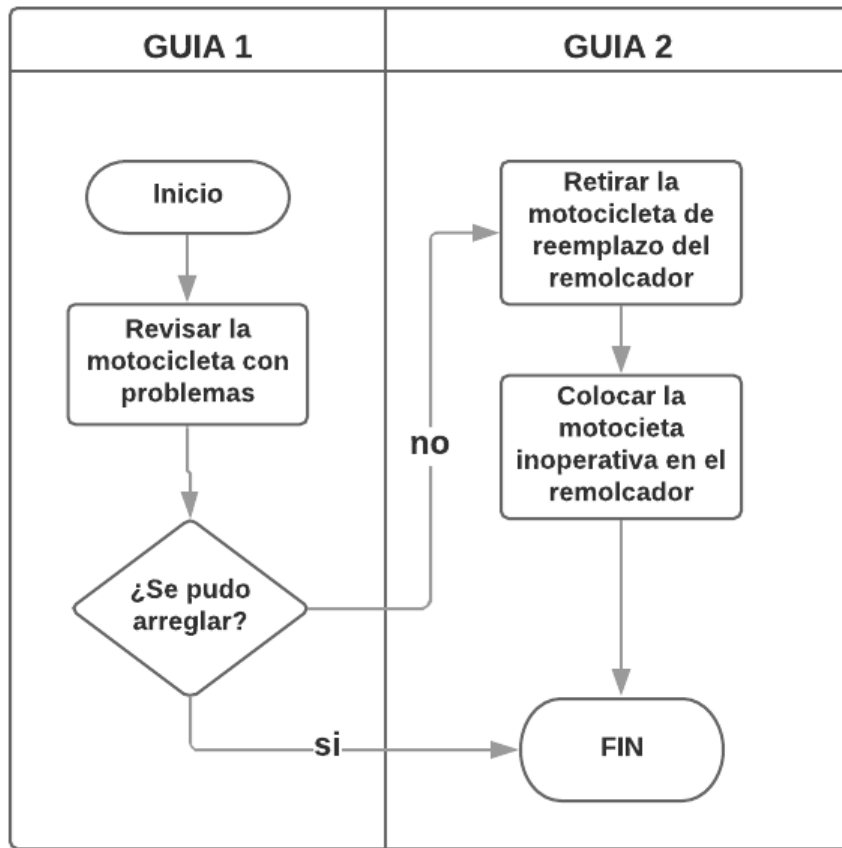 GUIA 1
GUIA 2
Inicio
Revisar la
motocicleta con
problemas
¿Se pudo
arreglar?
no
si
Retirar la
motocicleta de
reemplazo del
remolcador
Colocar la
motocieta
inoperativa en el
remolcador
FIN